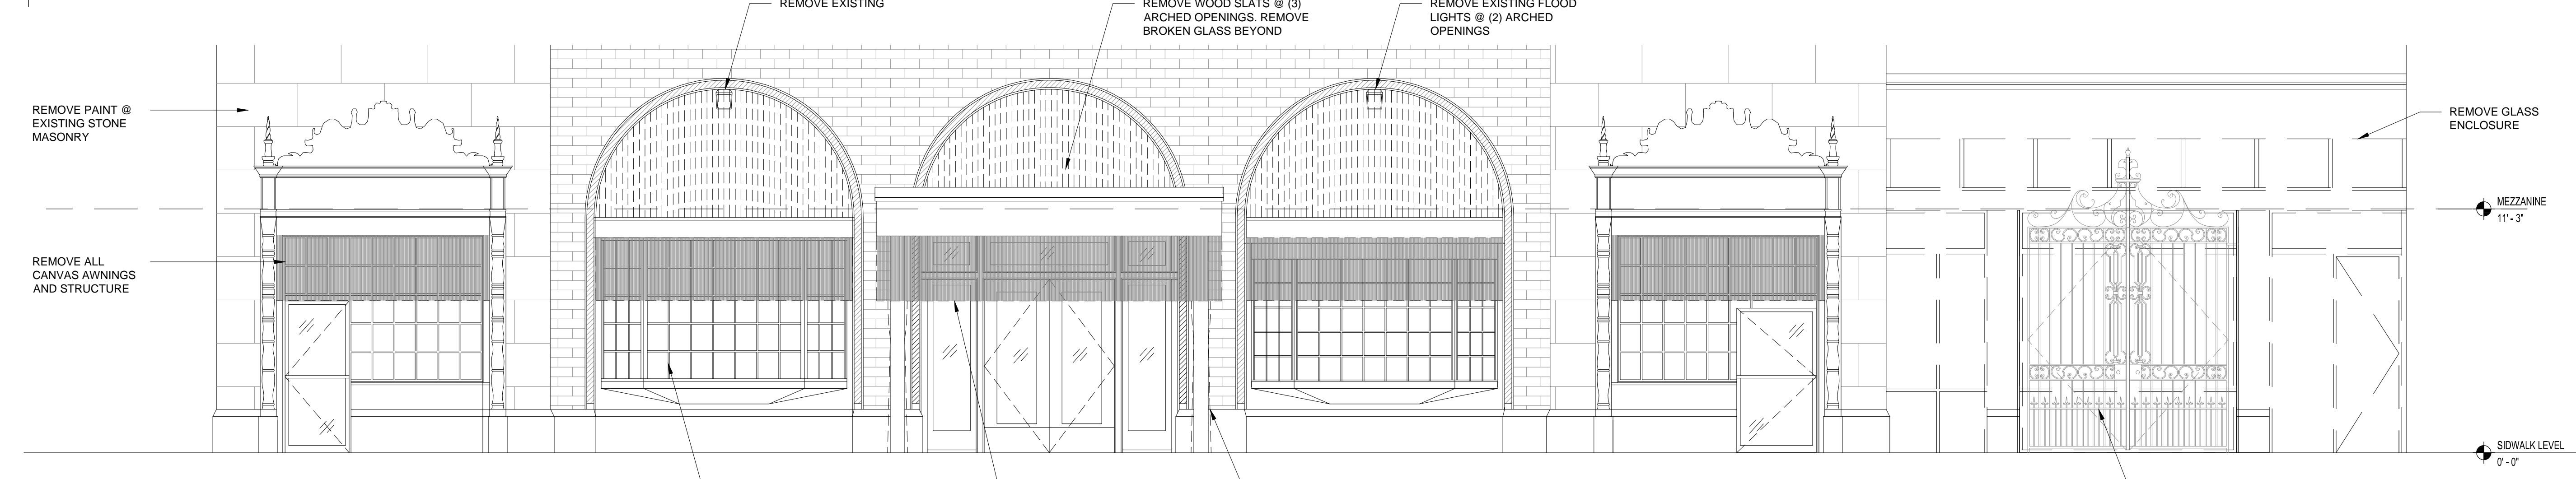 REMOVE EXISTING
REMOVE WOOD SLATS @ (3)
ARCHED OPENINGS. REMOVE
BROKEN GLASS BEYOND
REMOVE EXISTING FLOOD
LIGHTS @ (2) ARCHED
OPENINGS
REMOVE PAINT @
EXISTING STONE
MASONRY
REMOVE GLASS
ENCLOSURE
MEZZANINE
11' - 3"
REMOVE ALL
CANVAS AWNINGS
AND STRUCTURE
SIDWALK LEVEL
0' - 0"